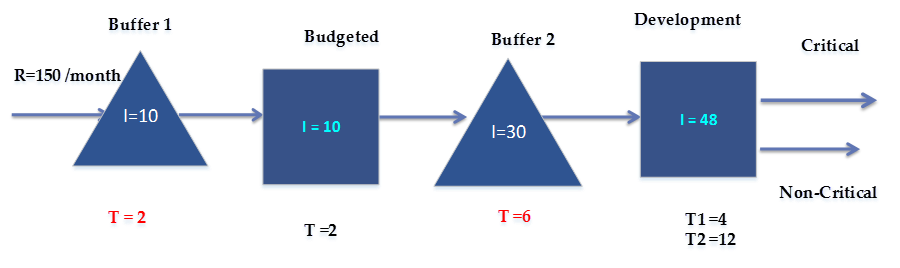 Buffer 1
Budgeted
Buffer 2
Development
Critical
R=150 /month
I=10
I = 10
I=30
I = 48
Non-Critical
T = 2
T =2
T =6
T1=4
T2=12